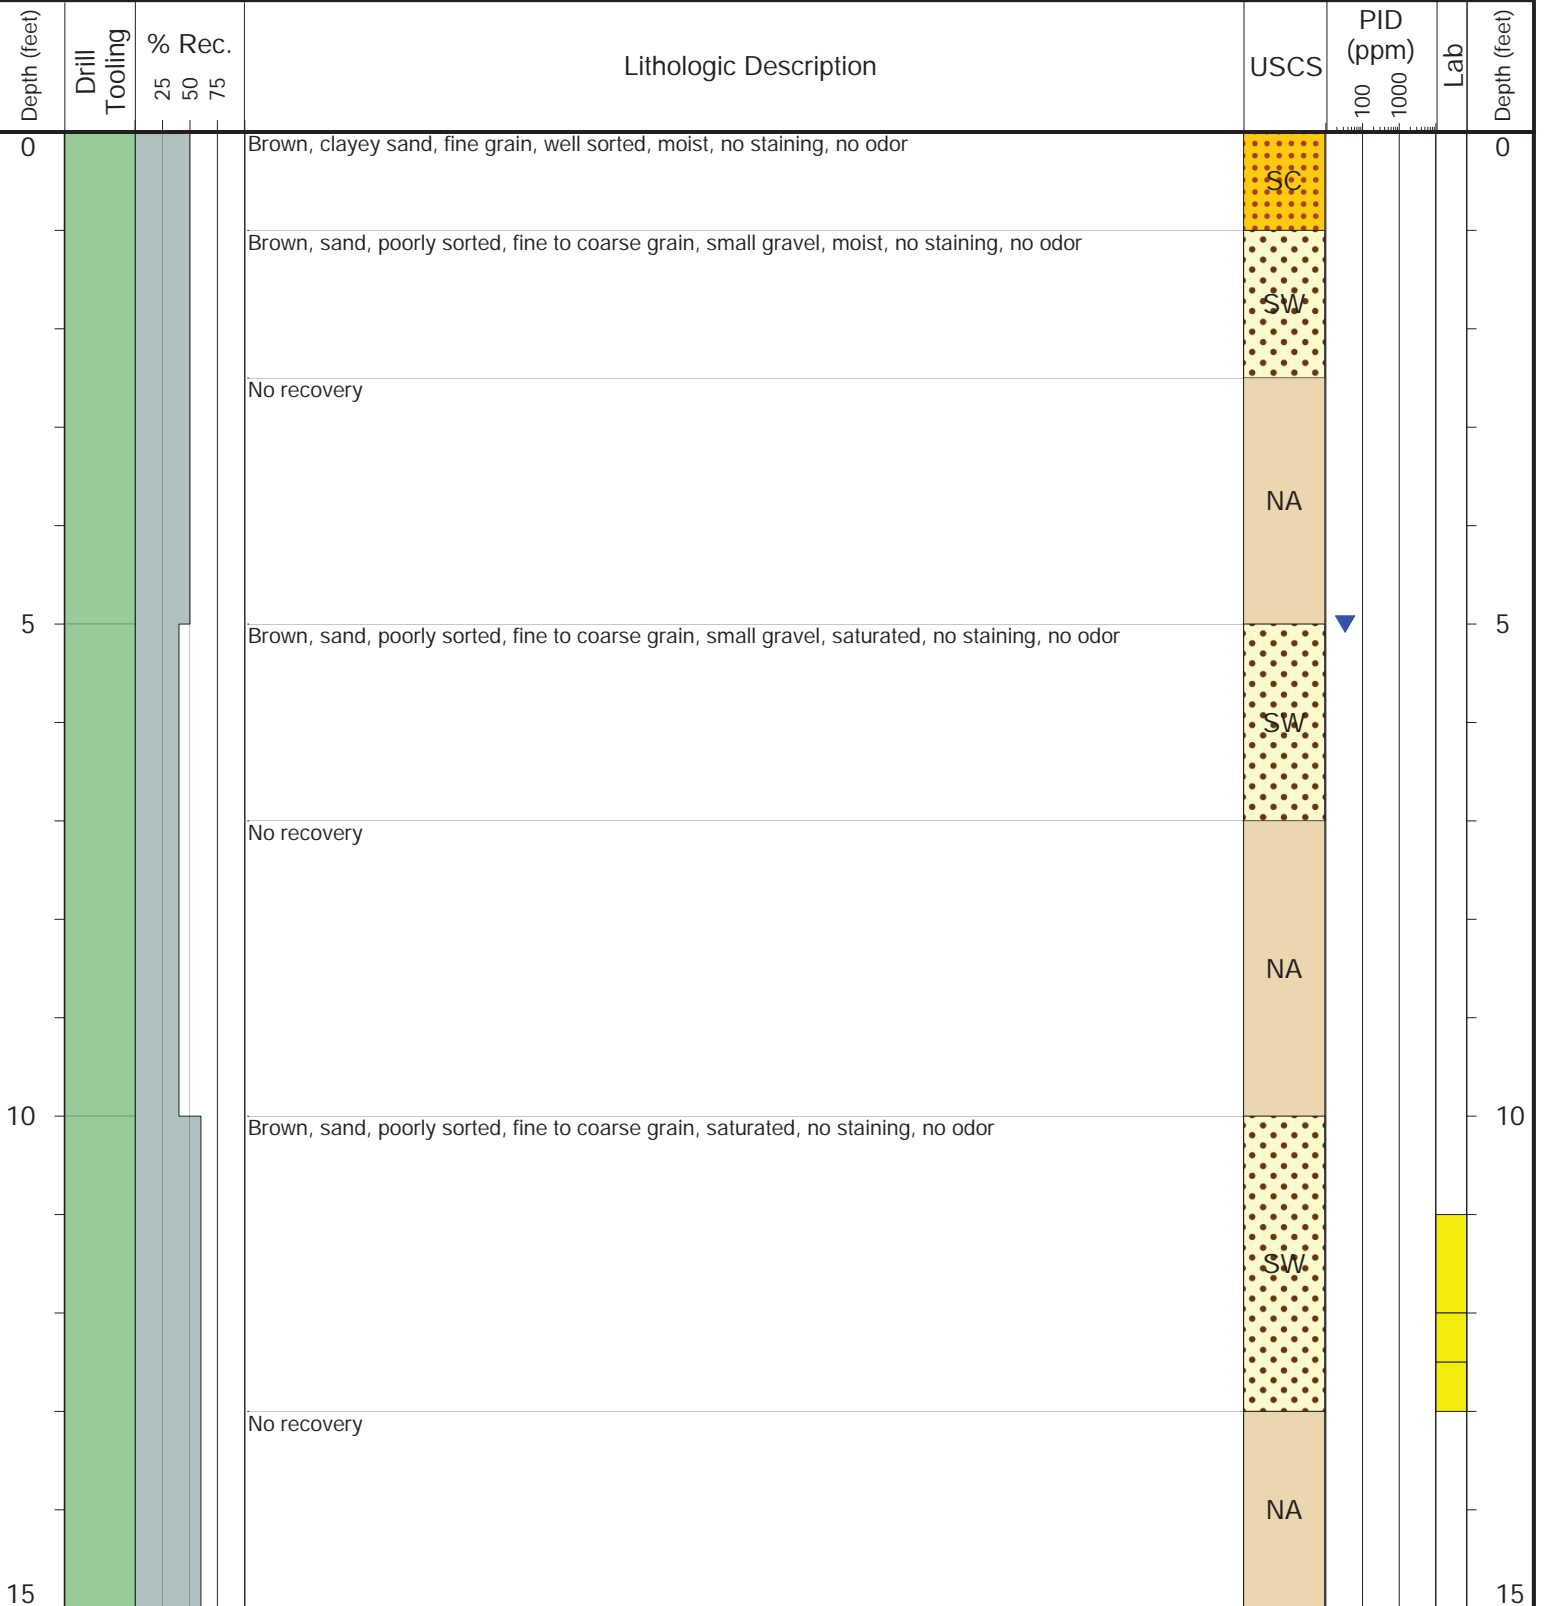 Depth (feet)
Drill
Tooling
% Rec.
25 50 75
Lithologic Description
USCS
PID
(ppm)
100 1000
Lab
Depth (feet)
0 Brown, clayey sand, fine grain, well sorted, moist, no staining, no odor 0
SC
Brown, sand, poorly sorted, fine to coarse grain, small gravel, moist, no staining, no odor
SW
No recovery
NA
5 Brown, sand, poorly sorted, fine to coarse grain, small gravel, saturated, no staining, no odor 5
SW
No recovery
NA
10 Brown, sand, poorly sorted, fine to coarse grain, saturated, no staining, no odor 10
SW
No recovery
NA
15 15